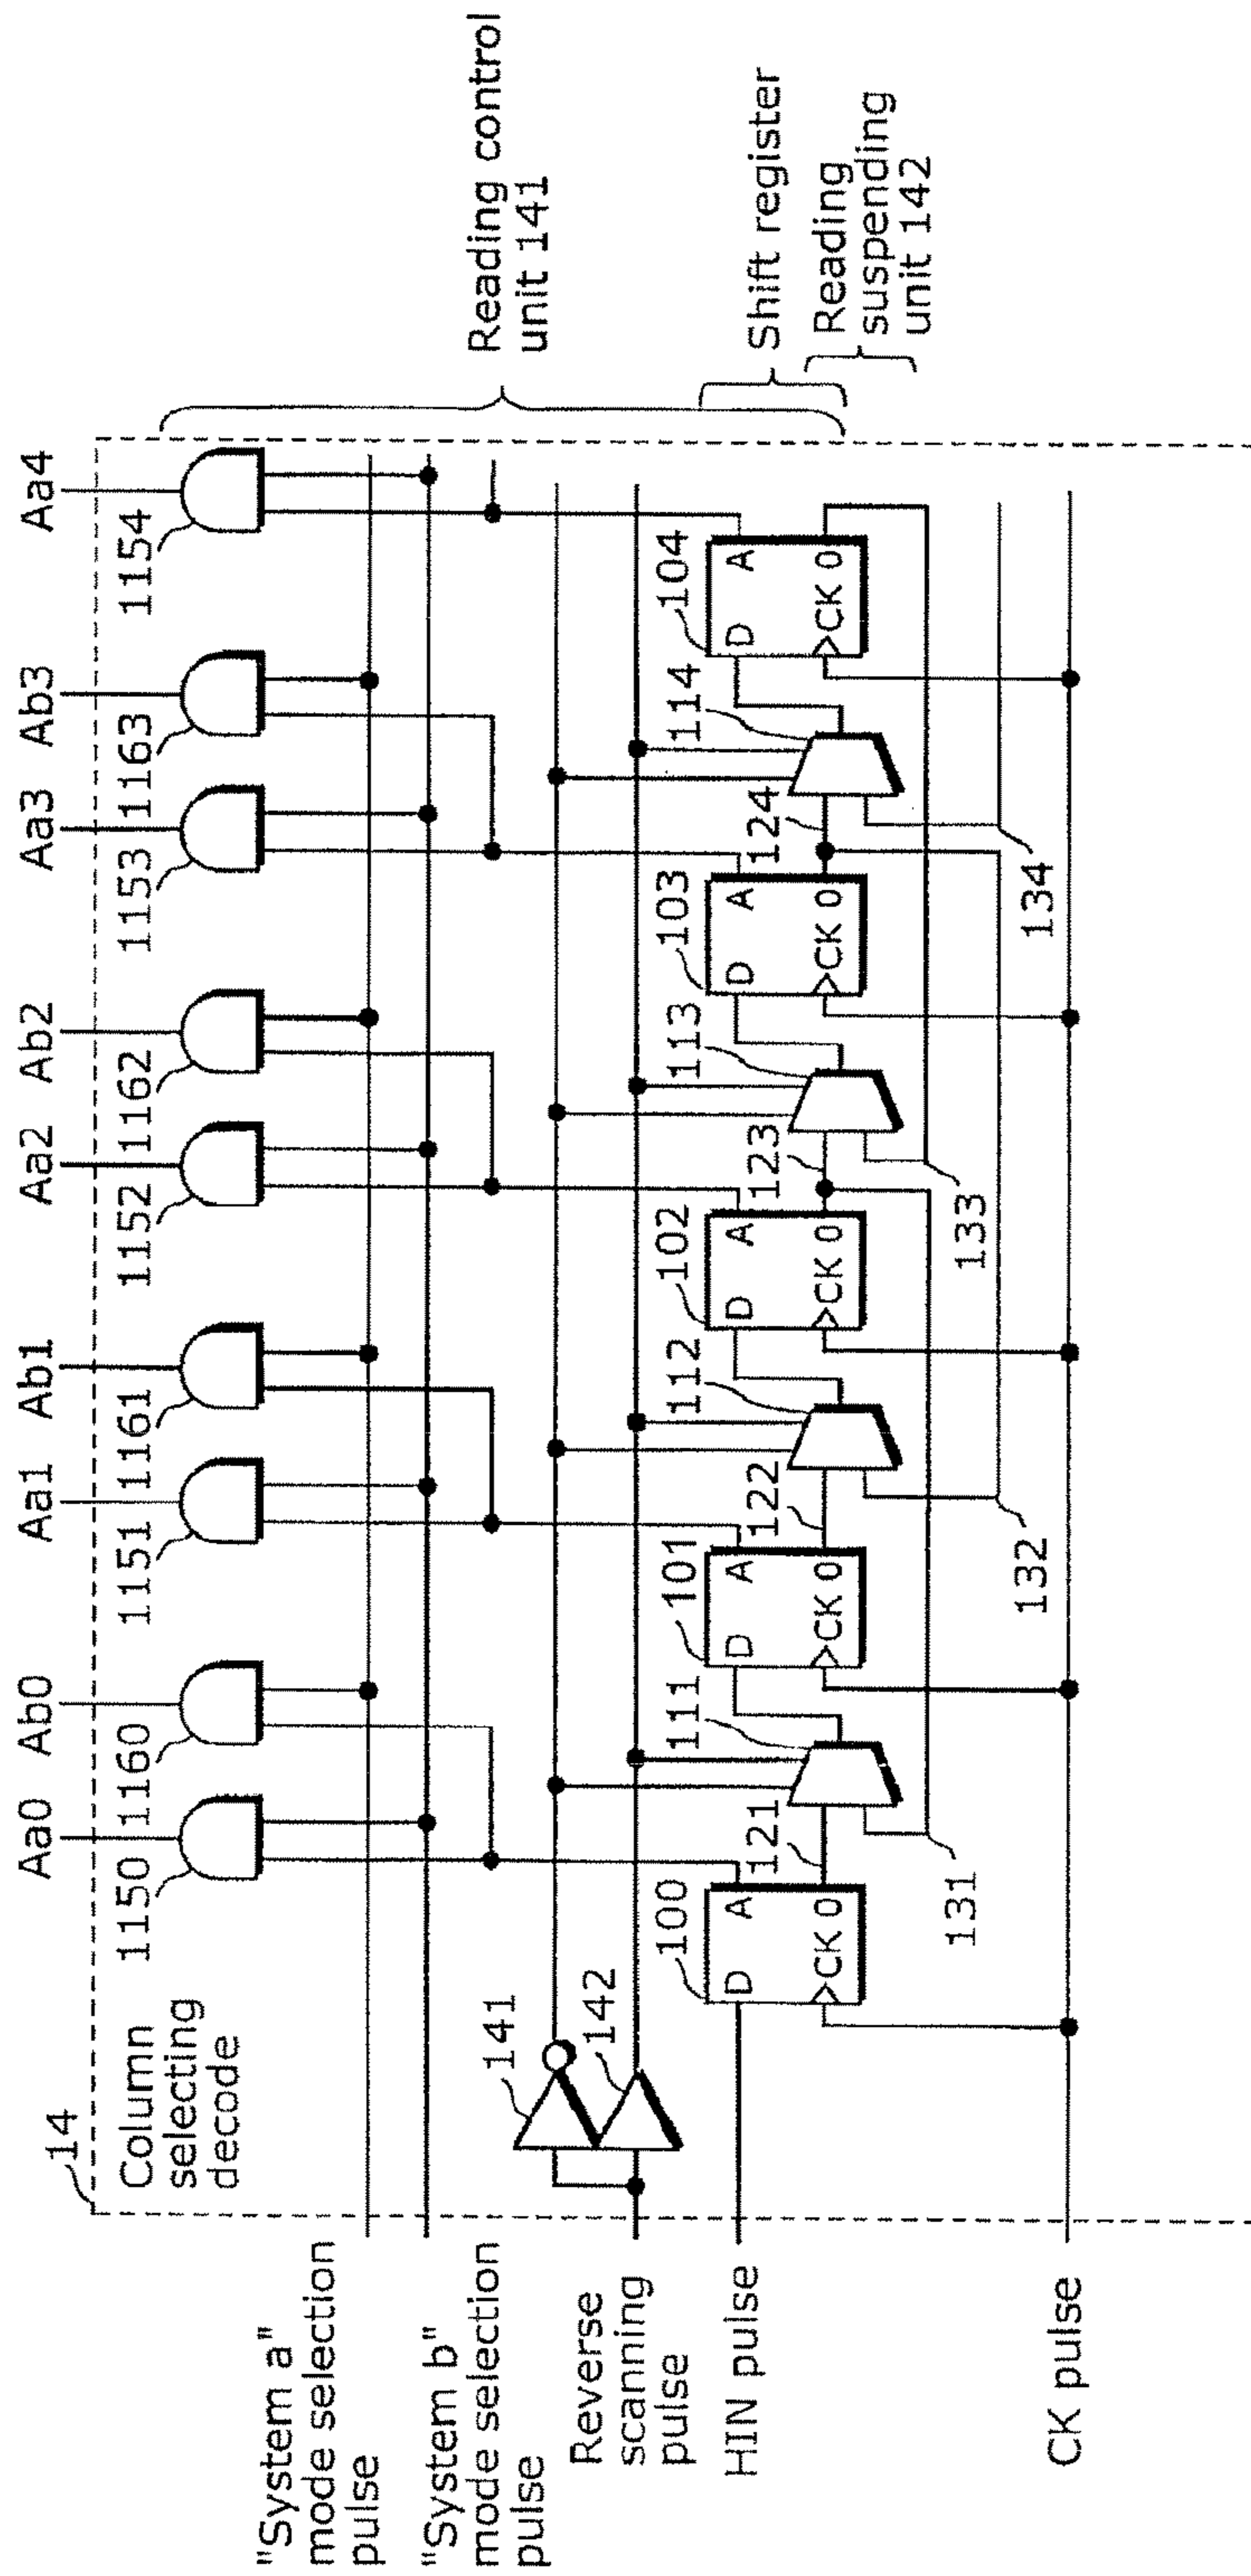 Aa0 Ab0 Aa1 Ab1 Aa2 Ab2 Aa3 Ab3 Aa4
14
Column
selecting
decode
1150 1160 1151 1161 1152 1162 1153 1163 1154
"System a"
mode selection
pulse
"System b"
mode selection
pulse
Reverse
scanning
pulse
HIN pulse
CK pulse
141
142
100 111 101 112 102 113 103 114 104
D A D A D A D A D A
121 122 123 124
CK 0 CK 0 CK 0 CK 0 CK 0
131 132 133 134
Reading control
unit 141
Shift register
Reading
suspending
unit 142